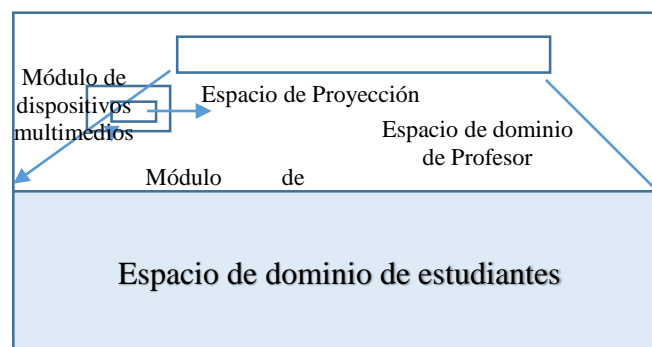 Módulo de
dispositivos
multimedios
Espacio de Proyección
Espacio de dominio
de Profesor
Módulo de
Espacio de dominio de estudiantes